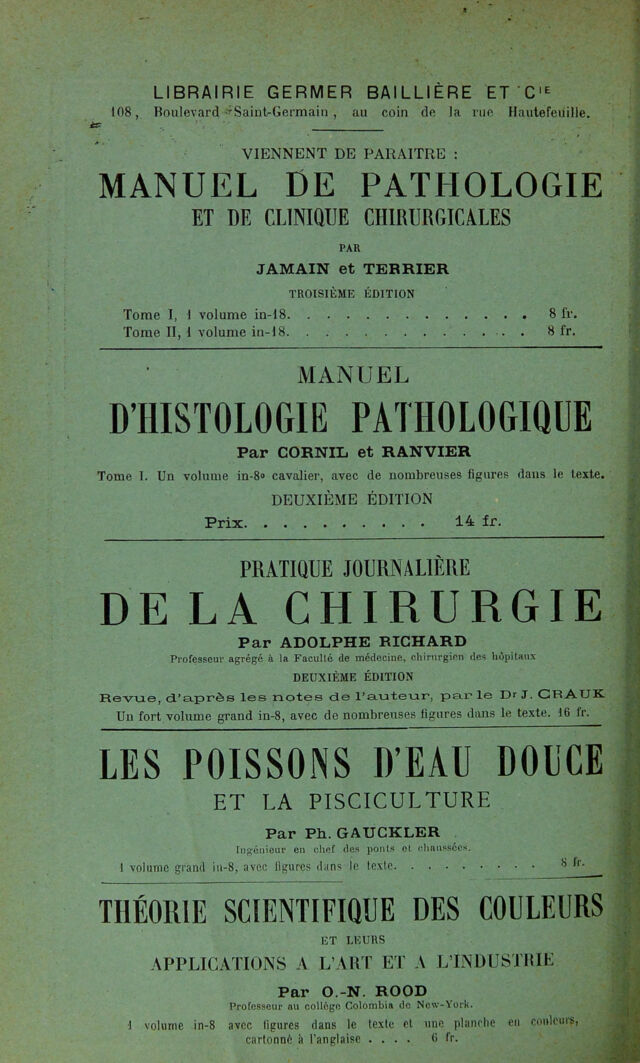 LIBRAIRIE GERMER BAILLIÈRE ET CIE
108, Boulevard Saint-Germain, au coin de la rue Hautefeuille.
VIENNENT DE PARAITRE :
MANUEL DE PATHOLOGIE
ET DE CLINIQUE CHIRURGICALES
PAR
JAMAIN et TERRIER
TROISIÈME ÉDITION
Tome I, 1 volume in-18. . . . . . . . . . . . . 8 fr.
Tome II, 1 volume in-18. . . . . . . . . . . . . 8 fr.
MANUEL
D'HISTOLOGIE PATHOLOGIQUE
Par CORNIL et RANVIER
Tome I. Un volume in-8º cavalier, avec de nombreuses figures dans le texte.
DEUXIÈME ÉDITION
Prix. . . . . . . . . . 14 fr.
PRATIQUE JOURNALIÈRE
DE LA CHIRURGIE
Par ADOLPHE RICHARD
Professeur agrégé à la Faculté de médecine, chirurgien des hôpitaux
DEUXIÈME ÉDITION
Revue, d'après les notes de l'auteur, par le Dr J. CRAUK
Un fort volume grand in-8, avec de nombreuses figures dans le texte. 16 fr.
LES POISSONS D'EAU DOUCE
ET LA PISCICULTURE
Par Ph. GAUCKLER
Ingénieur en chef des ponts et chaussées.
1 volume grand in-8, avec figures dans le texte. . . . . . . . . 8 fr.
THÉORIE SCIENTIFIQUE DES COULEURS
ET LEURS
APPLICATIONS A L'ART ET A L'INDUSTRIE
Par O.-N. ROOD
Professeur au collège Colombia de New-York.
1 volume in-8 avec figures dans le texte et une planche en couleurs,
cartonné à l'anglaise . . . . 6 fr.